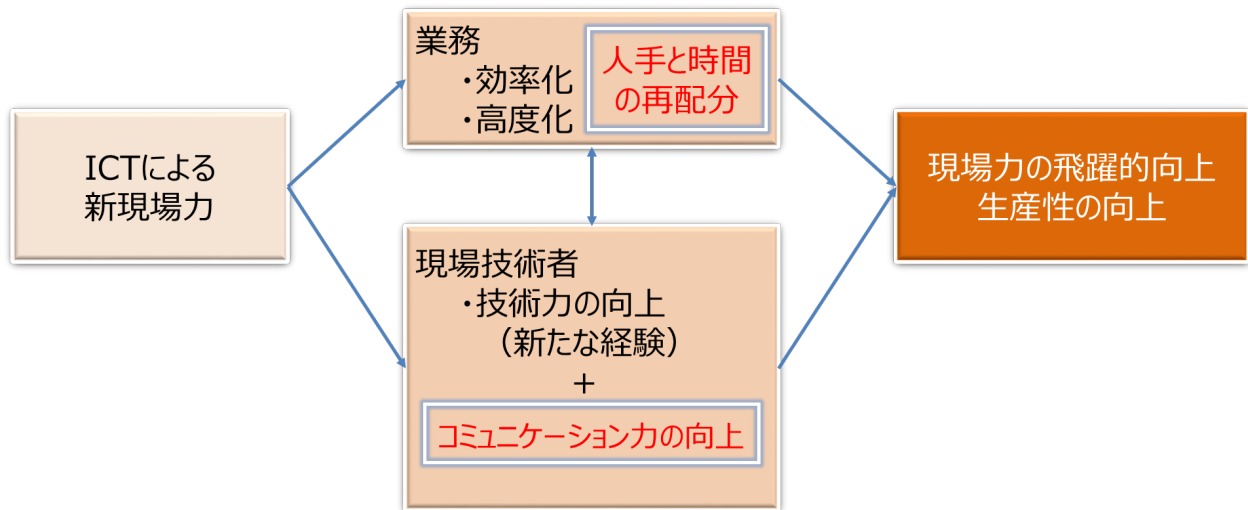 ICTによる
新現場力
業務
・効率化
・高度化
人手と時間
の再配分
現場技術者
・技術力の向上
（新たな経験）
+
コミュニケーション力の向上
現場力の飛躍的向上
生産性の向上